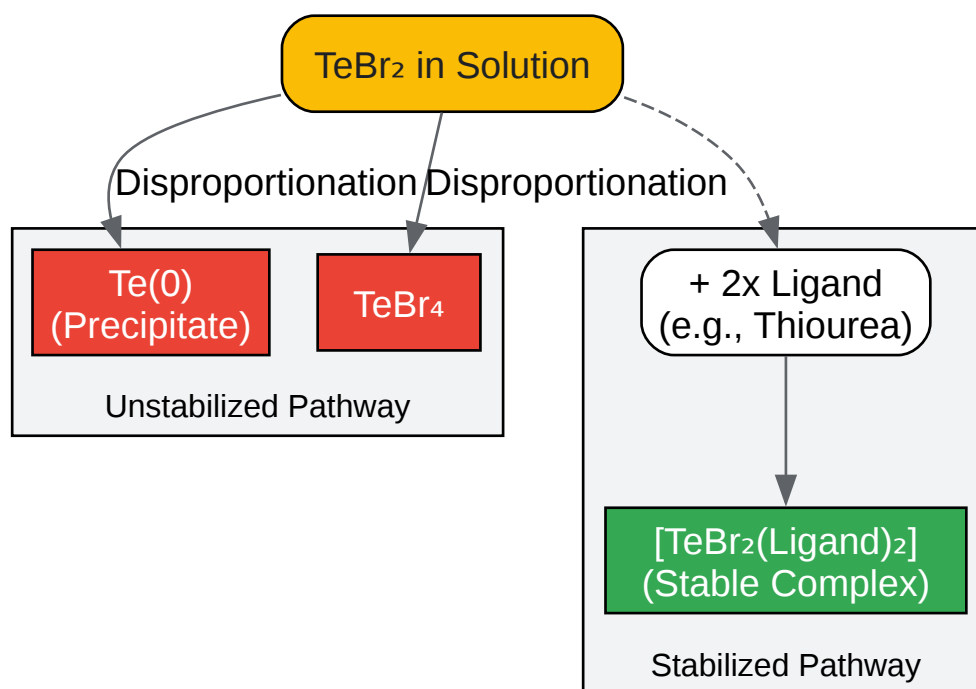 TeBr₂ in Solution
Disproportionation
Disproportionation
Te(0)
(Precipitate)
TeBr₄
Unstabilized Pathway
+ 2x Ligand
(e.g., Thiourea)
[TeBr₂(Ligand)₂]
(Stable Complex)
Stabilized Pathway